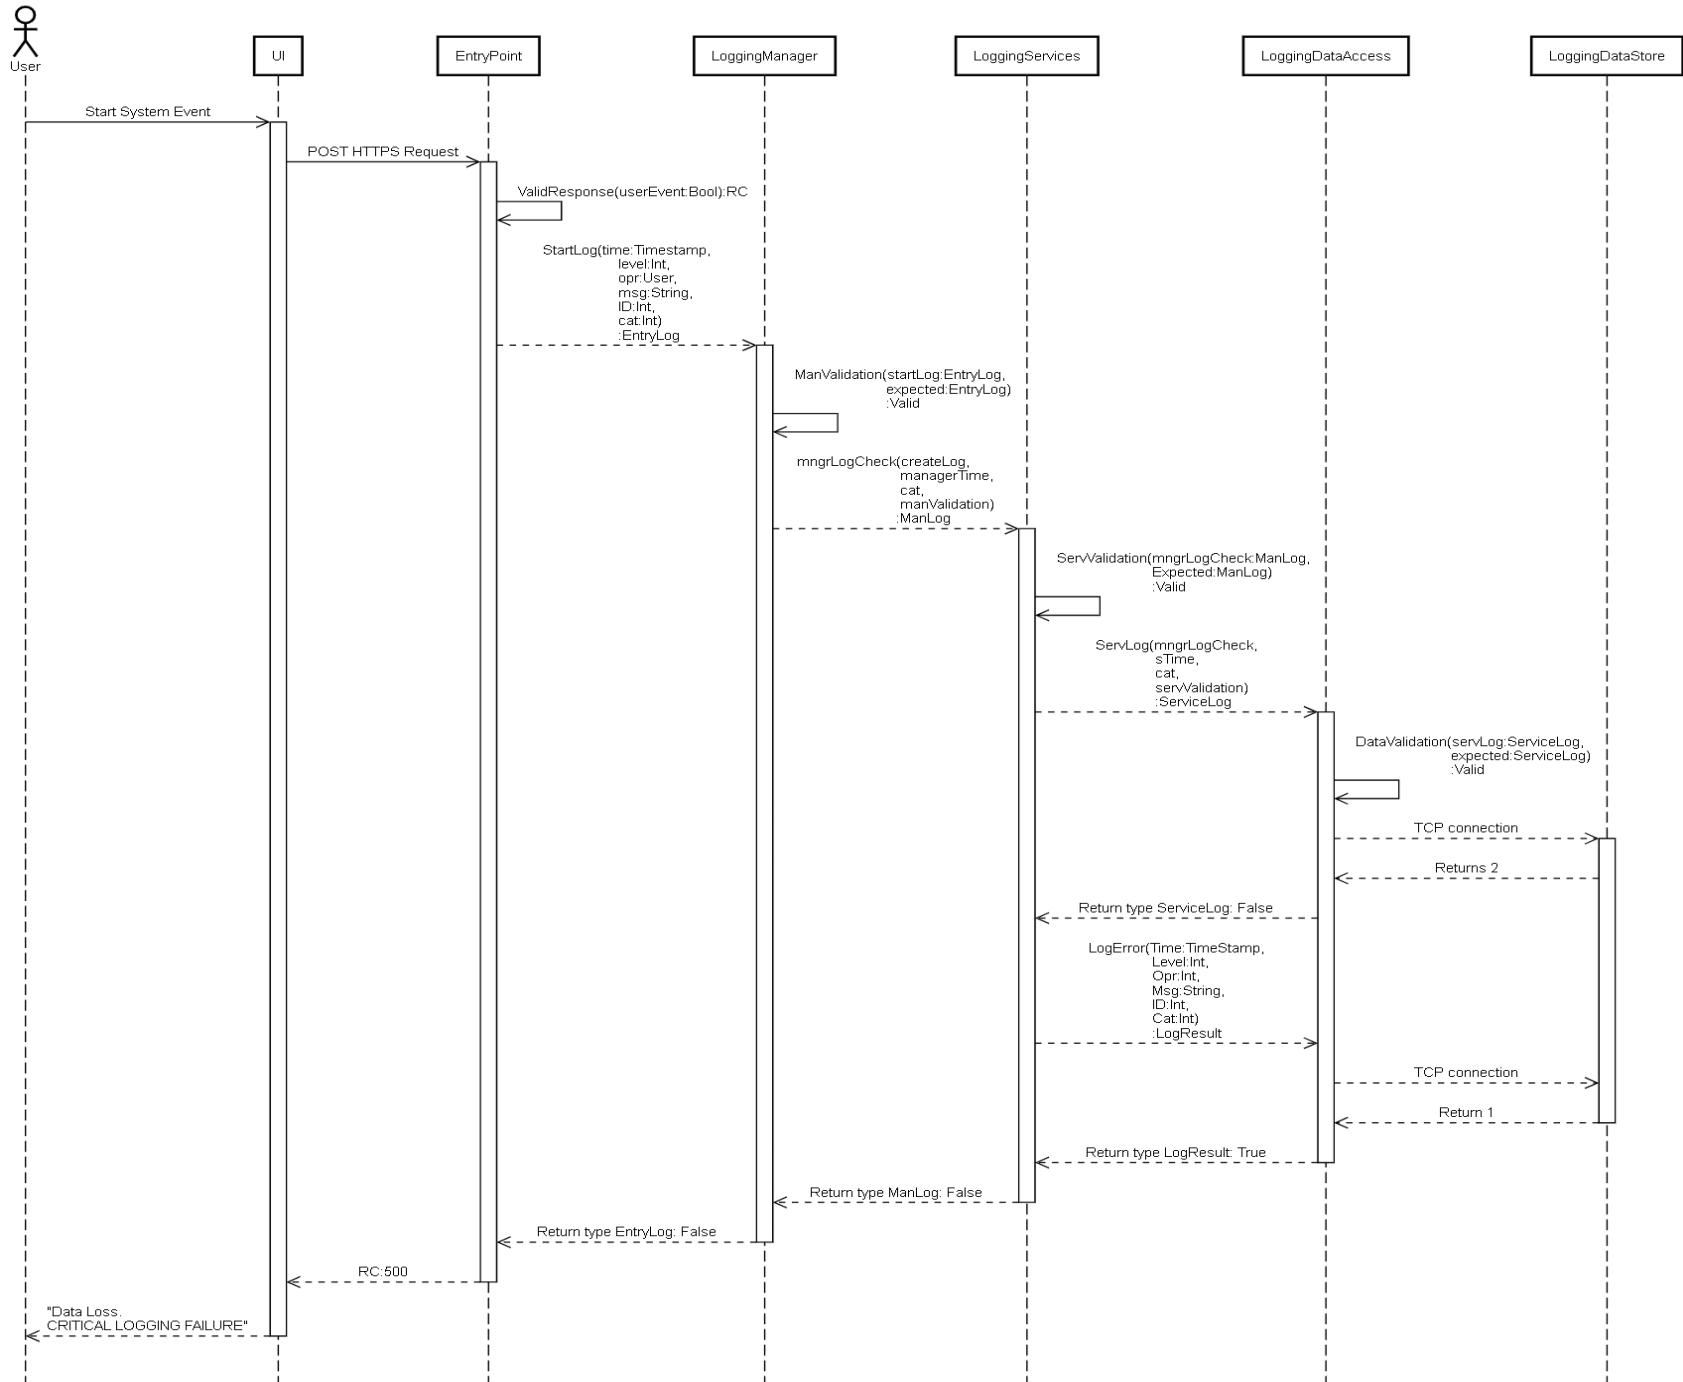 User
UI
EntryPoint
LoggingManager
LoggingServices
LoggingDataAccess
LoggingDataStore
Start System Event
POST HTTPS Request
ValidResponse(userEvent:Bool):RC
StartLog(time:Timestamp,
level:Int,
opr:User,
msg:String,
ID:Int,
cat:Int)
:EntryLog
ManValidation(startLog:EntryLog,
expected:EntryLog)
:Valid
mngrLogCheck(createLog,
managerTime,
cat,
manValidation)
:ManLog
ServValidation(mngrLogCheck:ManLog,
Expected:ManLog)
:Valid
ServLog(mngrLogCheck,
sTime,
cat,
servValidation)
:ServiceLog
DataValidation(servLog:ServiceLog,
expected:ServiceLog)
:Valid
TCP connection
Returns 2
Return type ServiceLog: False
LogError(Time:TimeStamp,
Level:Int,
Opr:Int,
Msg:String,
ID:Int,
Cat:Int)
:LogResult
TCP connection
Return 1
Return type LogResult: True
Return type ManLog: False
Return type EntryLog: False
RC:500
"Data Loss.
CRITICAL LOGGING FAILURE"